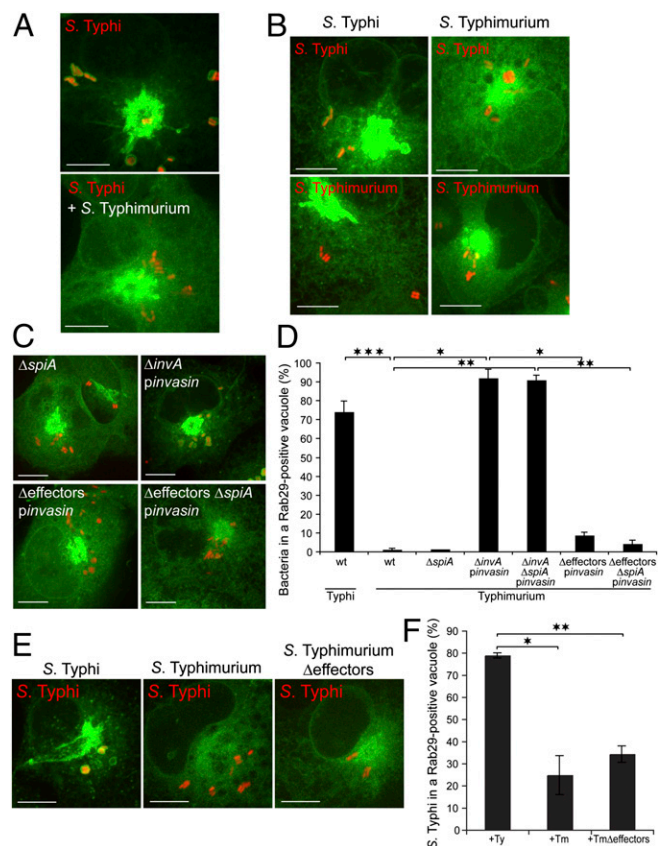 A
S. Typhi
S. Typhi
+ S. Typhimurium
B
S. Typhi
S. Typhimurium
S. Typhi
S. Typhi
S. Typhimurium
S. Typhimurium
C
ΔspiA
ΔinvA
pinvasin
Δeffectors
pinvasin
Δeffectors ΔspiA
pinvasin
D
Bacteria in a Rab29-positive vacuole (%)
100
90
80
70
60
50
40
30
20
10
0
***
*
*
**
**
wt
wt
ΔspiA
ΔinvA
pinvasin
ΔinvA
ΔspiA
pinvasin
Δeffectors
pinvasin
Δeffectors
ΔspiA
pinvasin
Typhi
Typhimurium
E
S. Typhi
S. Typhimurium
S. Typhimurium
Δeffectors
S. Typhi
S. Typhi
S. Typhi
F
S. Typhi in a Rab29-positive vacuole (%)
90
80
70
60
50
40
30
20
10
0
**
*
+Ty
+Tm
+TmΔeffectors